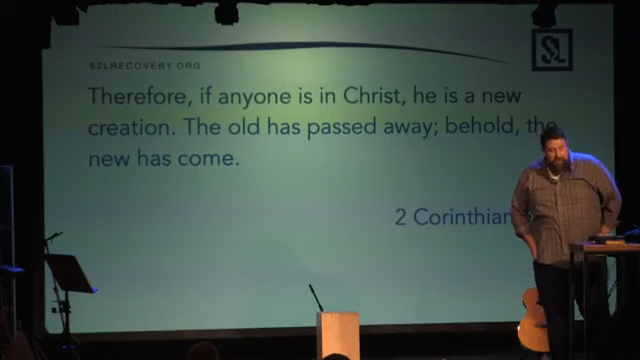 S2LRECOVERY.ORG
S2L
Therefore, if anyone is in Christ, he is a new
creation. The old has passed away; behold, the
new has come.
2 Corinthian